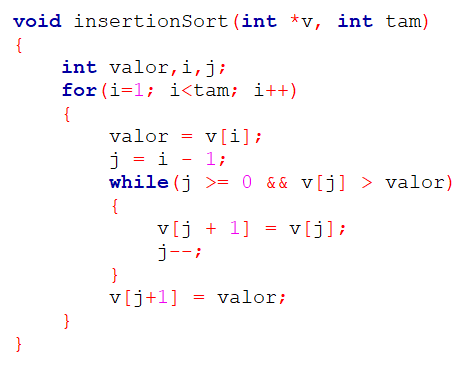 void insertionSort(int *v, int tam)
{
    int valor,i,j;
    for(i=1; i<tam; i++)
    {
        valor = v[i];
        j = i - 1;
        while(j >= 0 && v[j] > valor)
        {
            v[j + 1] = v[j];
            j--;
        }
        v[j+1] = valor;
    }
}